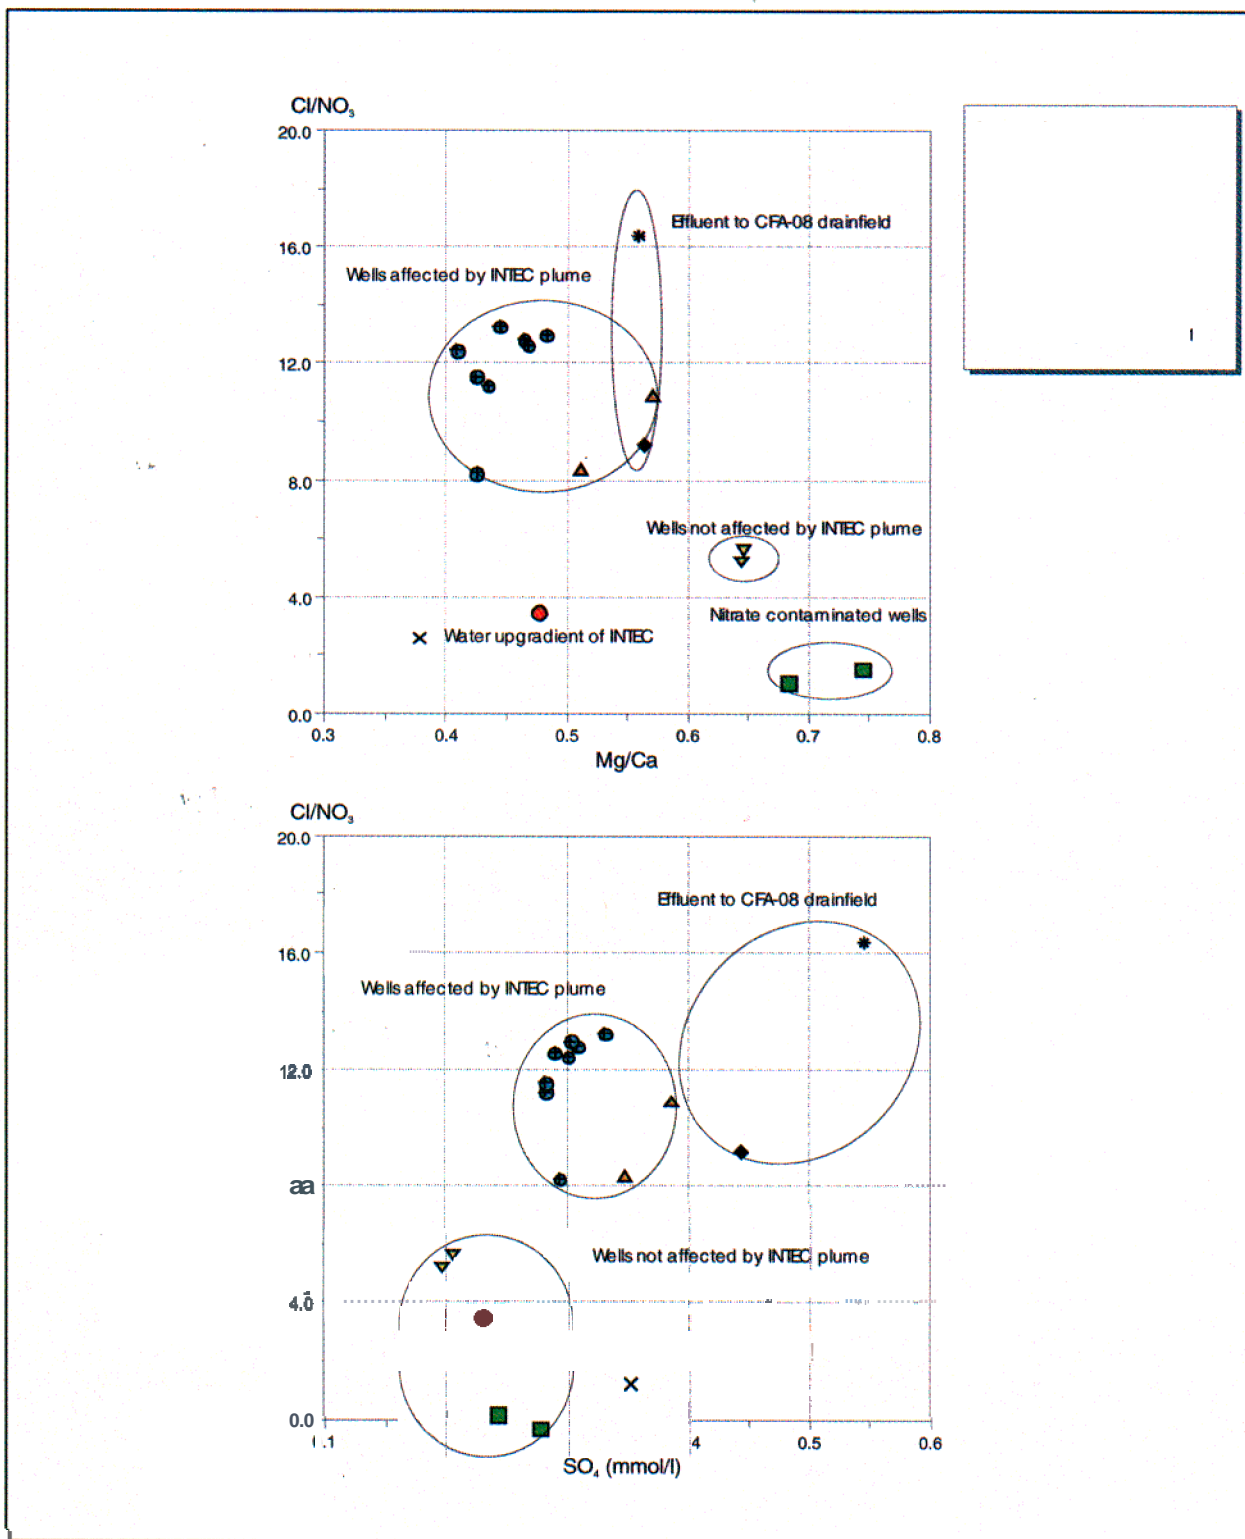 Cl/NO₃
20.0
Effluent to CFA-08 drainfield
16.0
Wells affected by INTEC plume
12.0
8.0
Wells not affected by INTEC plume
4.0
Nitrate contaminated wells
Water upgradient of INTEC
0.0
0.3 0.4 0.5 0.6 0.7 0.8
Mg/Ca
Cl/NO₃
20.0
Effluent to CFA-08 drainfield
16.0
Wells affected by INTEC plume
12.0
aa
Wells not affected by INTEC plume
4.0
0.0
.1 4 0.5 0.6
SO₄ (mmol/l)